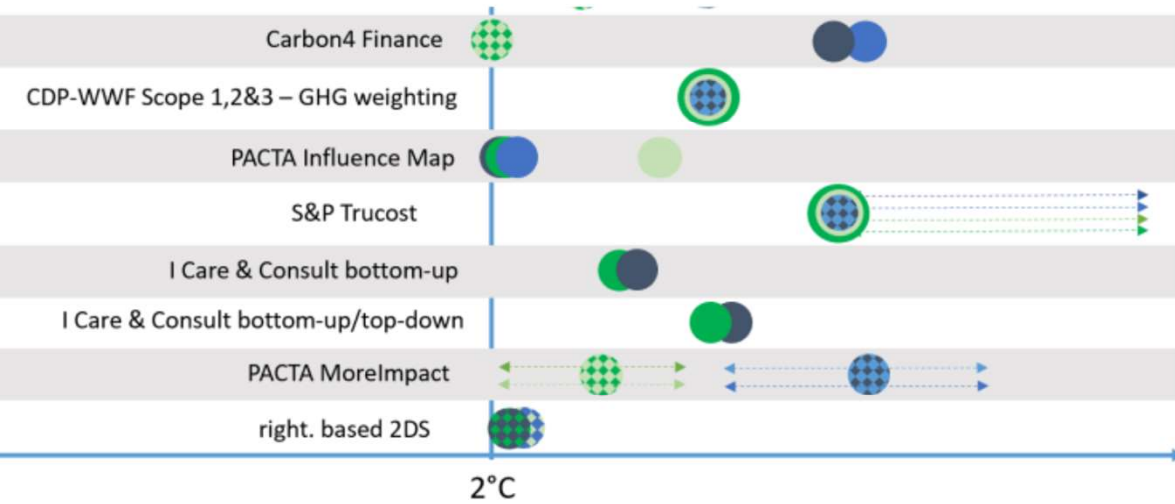 Carbon4 Finance
CDP-WWF Scope 1,2&3 – GHG weighting
PACTA Influence Map
S&P Trucost
I Care & Consult bottom-up
I Care & Consult bottom-up/top-down
PACTA MoreImpact
right. based 2DS
2°C